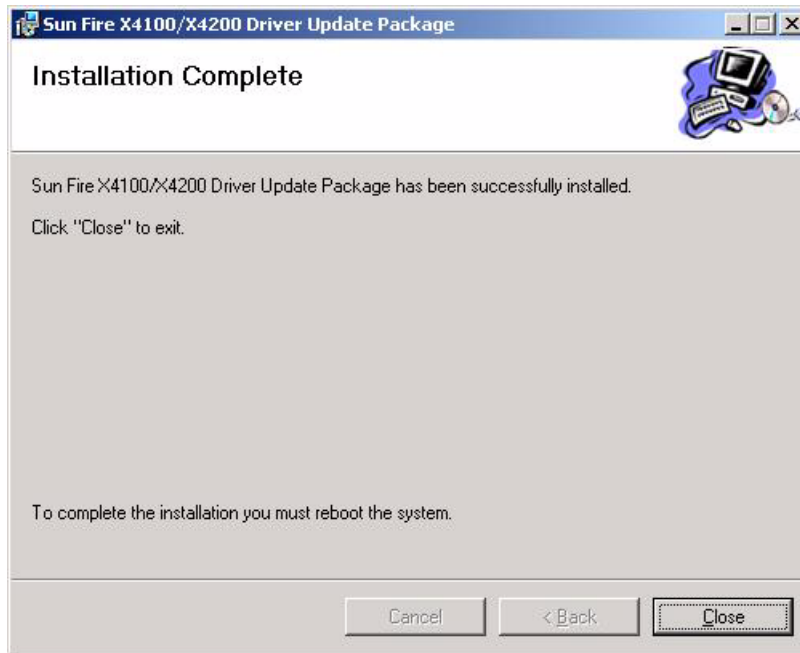 Sun Fire X4100/X4200 Driver Update Package
Installation Complete
Sun Fire X4100/X4200 Driver Update Package has been successfully installed.
Click "Close" to exit.
To complete the installation you must reboot the system.
Cancel
< Back
Close